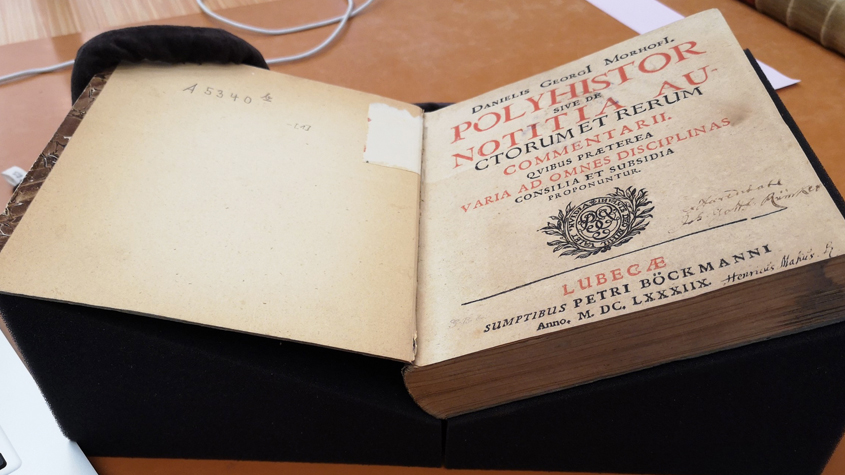 A 5340
DANIELIS GEORGI MORHOFI,
POLYHISTOR
SIVE DE
NOTITIA AU-
CTORUM ET RERUM
COMMENTARII.
QVIBUS PRÆTEREA
VARIA AD OMNES DISCIPLINAS
CONSILIA ET SUBSIDIA
PROPONUNTUR.
LUBECÆ
SUMPTIBUS PETRI BÖCKMANNI
Anno, M. DC. LXXXIIX.